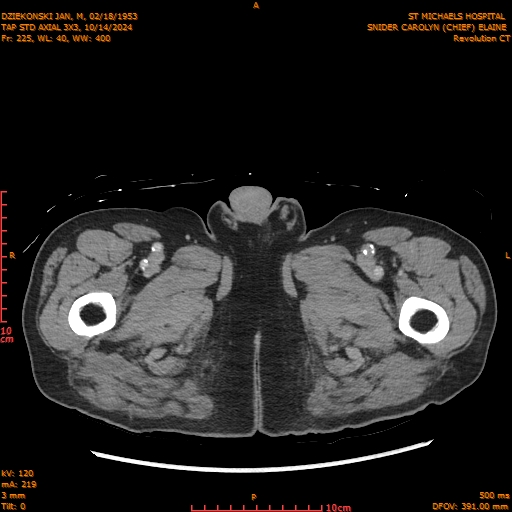 A
DZIEKONSKI JAN, M, 02/18/1953
TAP STD AXIAL 3X3, 10/14/2024
Fr: 225, WL: 40, WW: 400
ST MICHAELS HOSPITAL
SNIDER CAROLYN (CHIEF) ELAINE
Revolution CT
R
L
10
cm
kV: 120
mA: 219
3 mm
Tilt: 0
P
10cm
500 ms
DFOV: 391.00 mm